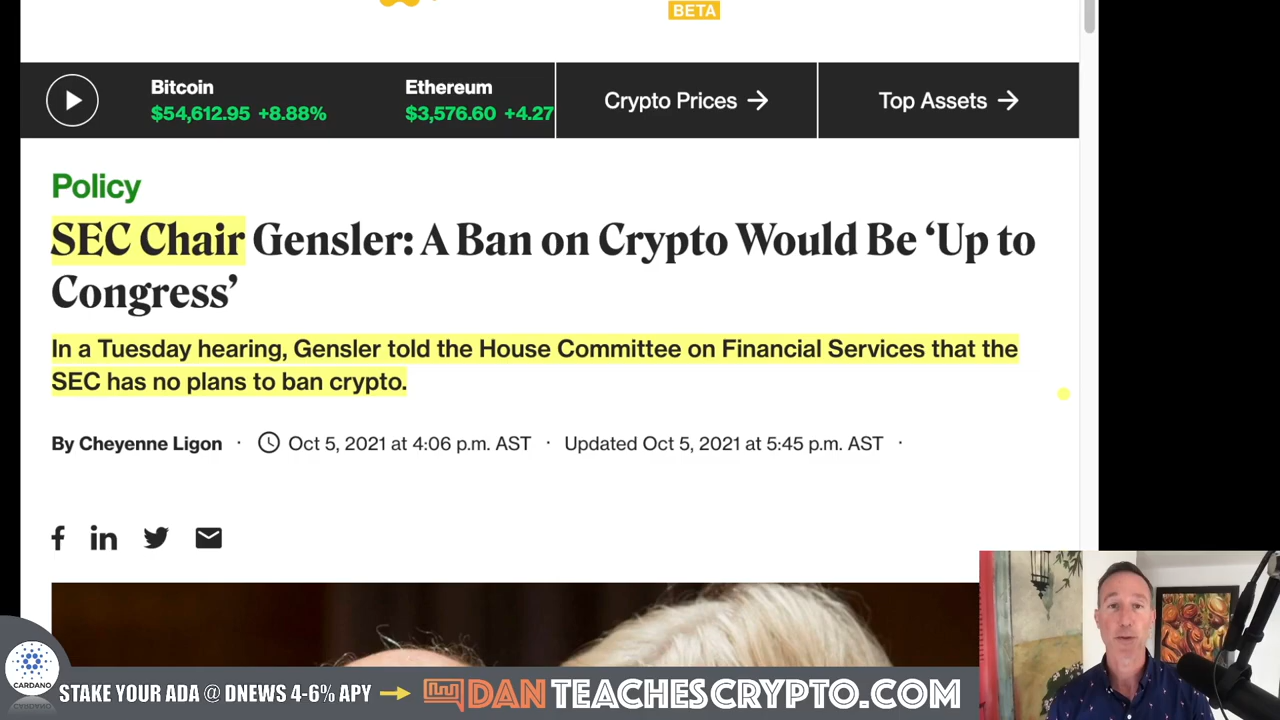 BETA
Bitcoin
$54,612.95 +8.88%
Ethereum
$3,576.60 +4.27
Crypto Prices →
Top Assets →
Policy
SEC Chair Gensler: A Ban on Crypto Would Be ‘Up to
Congress’
In a Tuesday hearing, Gensler told the House Committee on Financial Services that the
SEC has no plans to ban crypto.
By Cheyenne Ligon · Oct 5, 2021 at 4:06 p.m. AST · Updated Oct 5, 2021 at 5:45 p.m. AST ·
CARDANO
STAKE YOUR ADA @ DNEWS 4-6% APY → DANTEACHESCRYPTO.COM